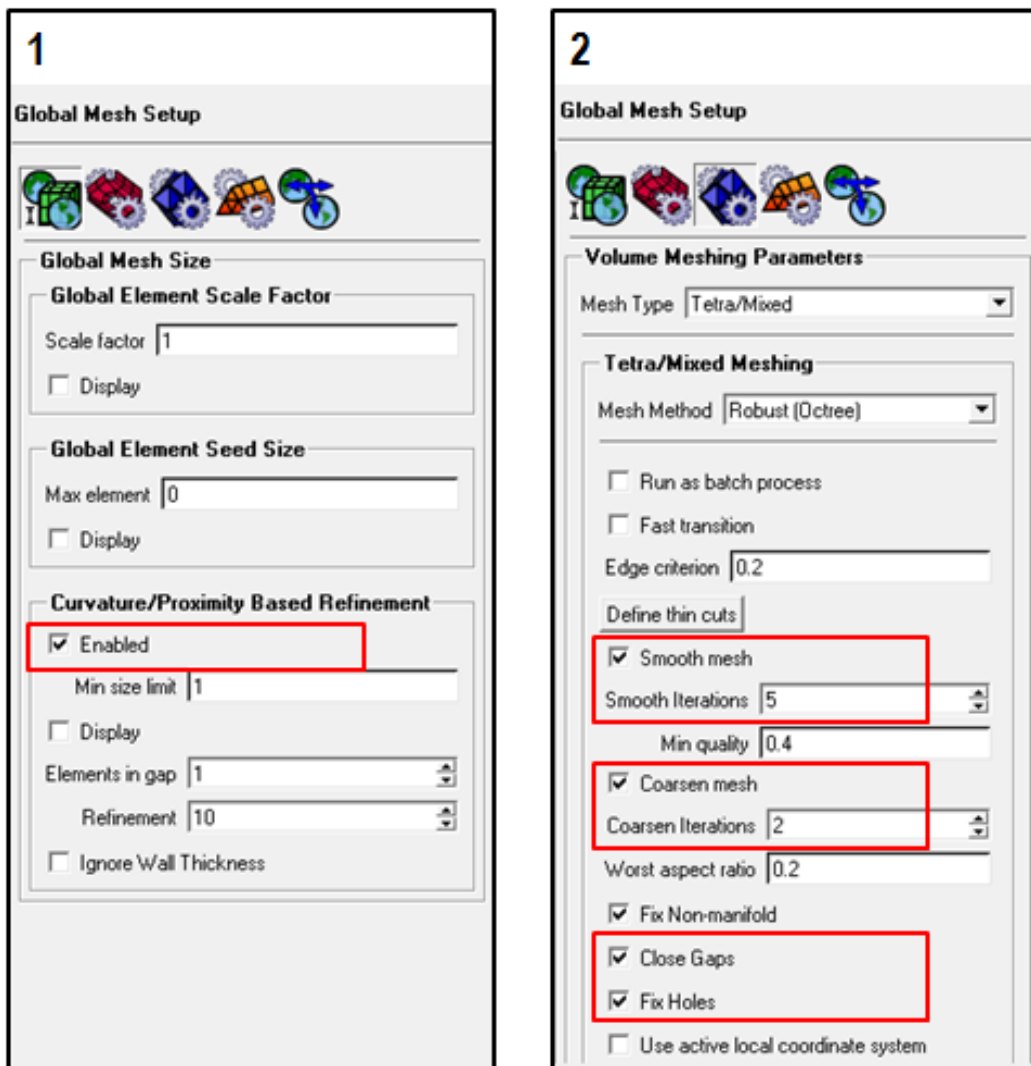 1
Global Mesh Setup
Global Mesh Size
Global Element Scale Factor
Scale factor 1
Display
Global Element Seed Size
Max element 0
Display
Curvature/Proximity Based Refinement
Enabled
Min size limit 1
Display
Elements in gap 1
Refinement 10
Ignore Wall Thickness
2
Global Mesh Setup
Volume Meshing Parameters
Mesh Type Tetra/Mixed
Tetra/Mixed Meshing
Mesh Method Robust (Octree)
Run as batch process
Fast transition
Edge criterion 0.2
Define thin cuts
Smooth mesh
Smooth Iterations 5
Min quality 0.4
Coarsen mesh
Coarsen Iterations 2
Worst aspect ratio 0.2
Fix Non-manifold
Close Gaps
Fix Holes
Use active local coordinate system